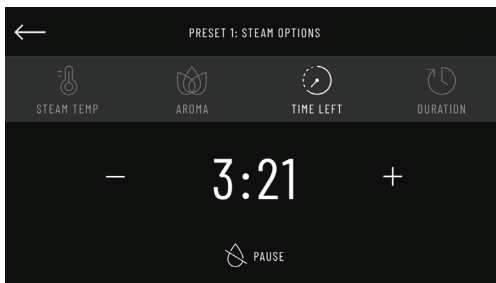 PRESET 1: STEAM OPTIONS
STEAM TEMP AROMA TIME LEFT DURATION
− 3:21 +
PAUSE